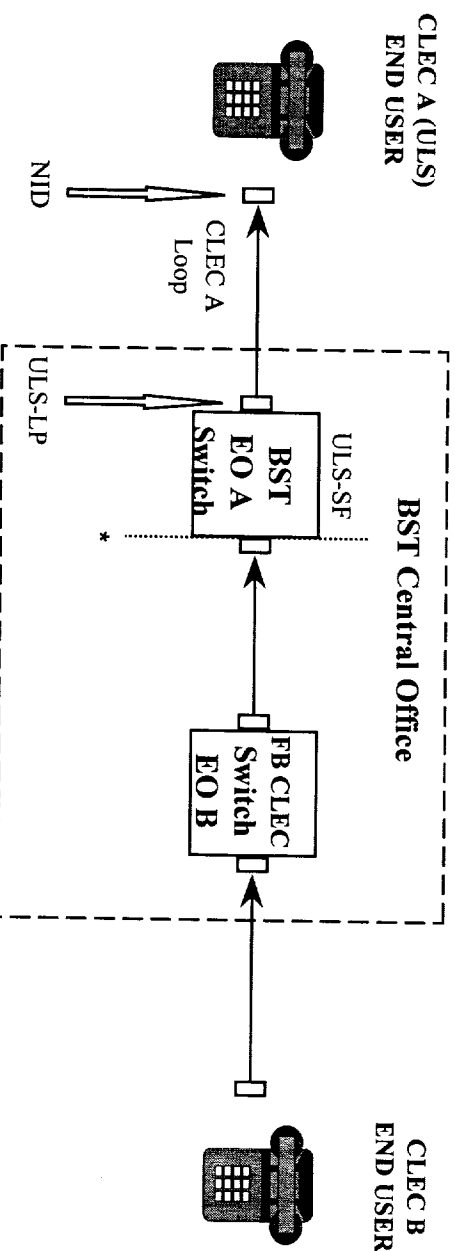 CLEC A (ULS)
END USER
NID
CLEC A
Loop
BST Central Office
ULS-LP
ULS-SF
BST
EO A
Switch
*
FB CLEC
Switch
EO B
CLEC B
END USER